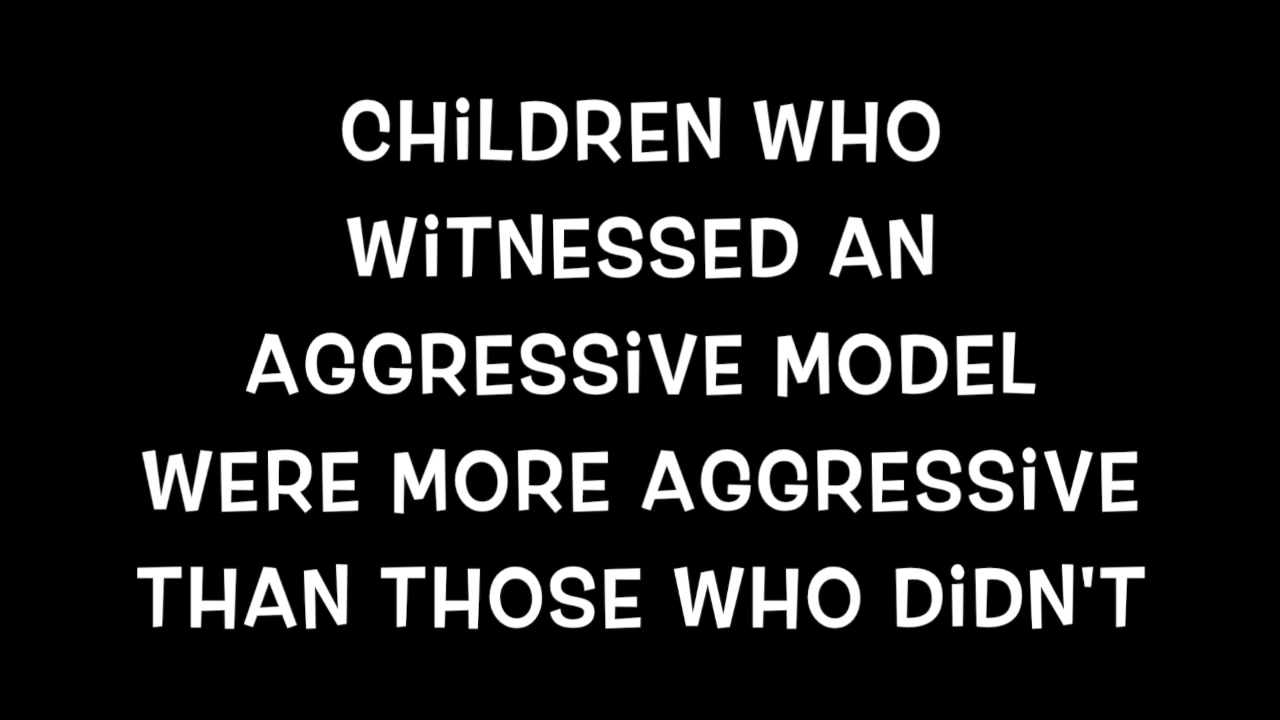 CHiLDREN WHO
WiTNESSED AN
AGGRESSiVE MODEL
WERE MORE AGGRESSiVE
THAN THOSE WHO DiDN'T